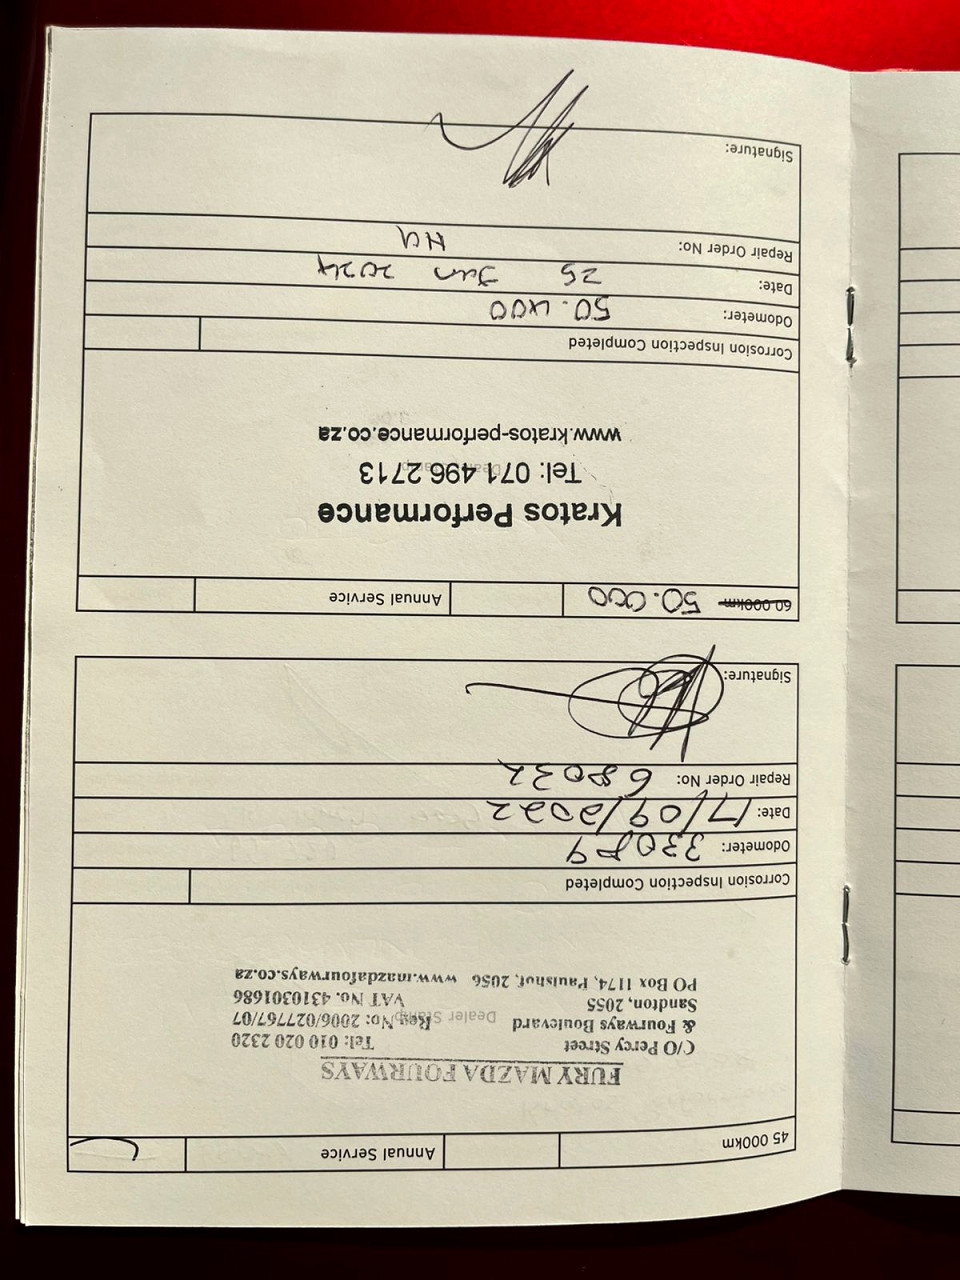 45 000km
Annual Service
FURY MAZDA FOURWAYS
C/O Percy Street Tel: 010 020 2320
& Fourways Boulevard Reg No: 2006/027767/07
Dealer Stamp
Sandton, 2055 VAT No. 4310301686
PO Box 1174, Paulshof, 2056 www.mazdafourways.co.za
Corrosion Inspection Completed
Odometer: 33089
Date: 17/09/2022
Repair Order No: 68032
Signature:
60 000km 50.000 Annual Service
Kratos Performance
Tel: 071 496 2713
Dealer Stamp
www.kratos-performance.co.za
Corrosion Inspection Completed
Odometer: 50.400
Date: 25 Jun 2024
Repair Order No:
Signature: